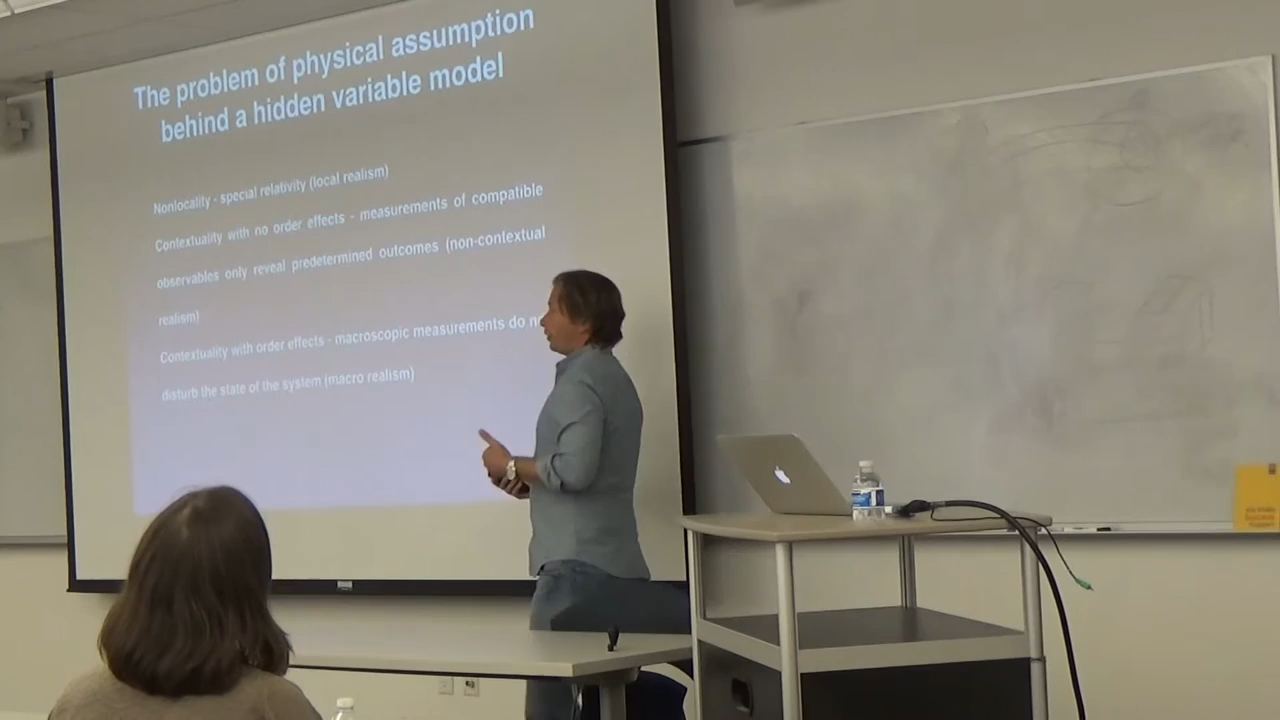 The problem of physical assumption
behind a hidden variable model
Nonlocality - special relativity (local realism)
Contextuality with no order effects - measurements of compatible
observables only reveal predetermined outcomes (non-contextual
realism)
Contextuality with order effects - macroscopic measurements do
disturb the state of the system (macro realism)